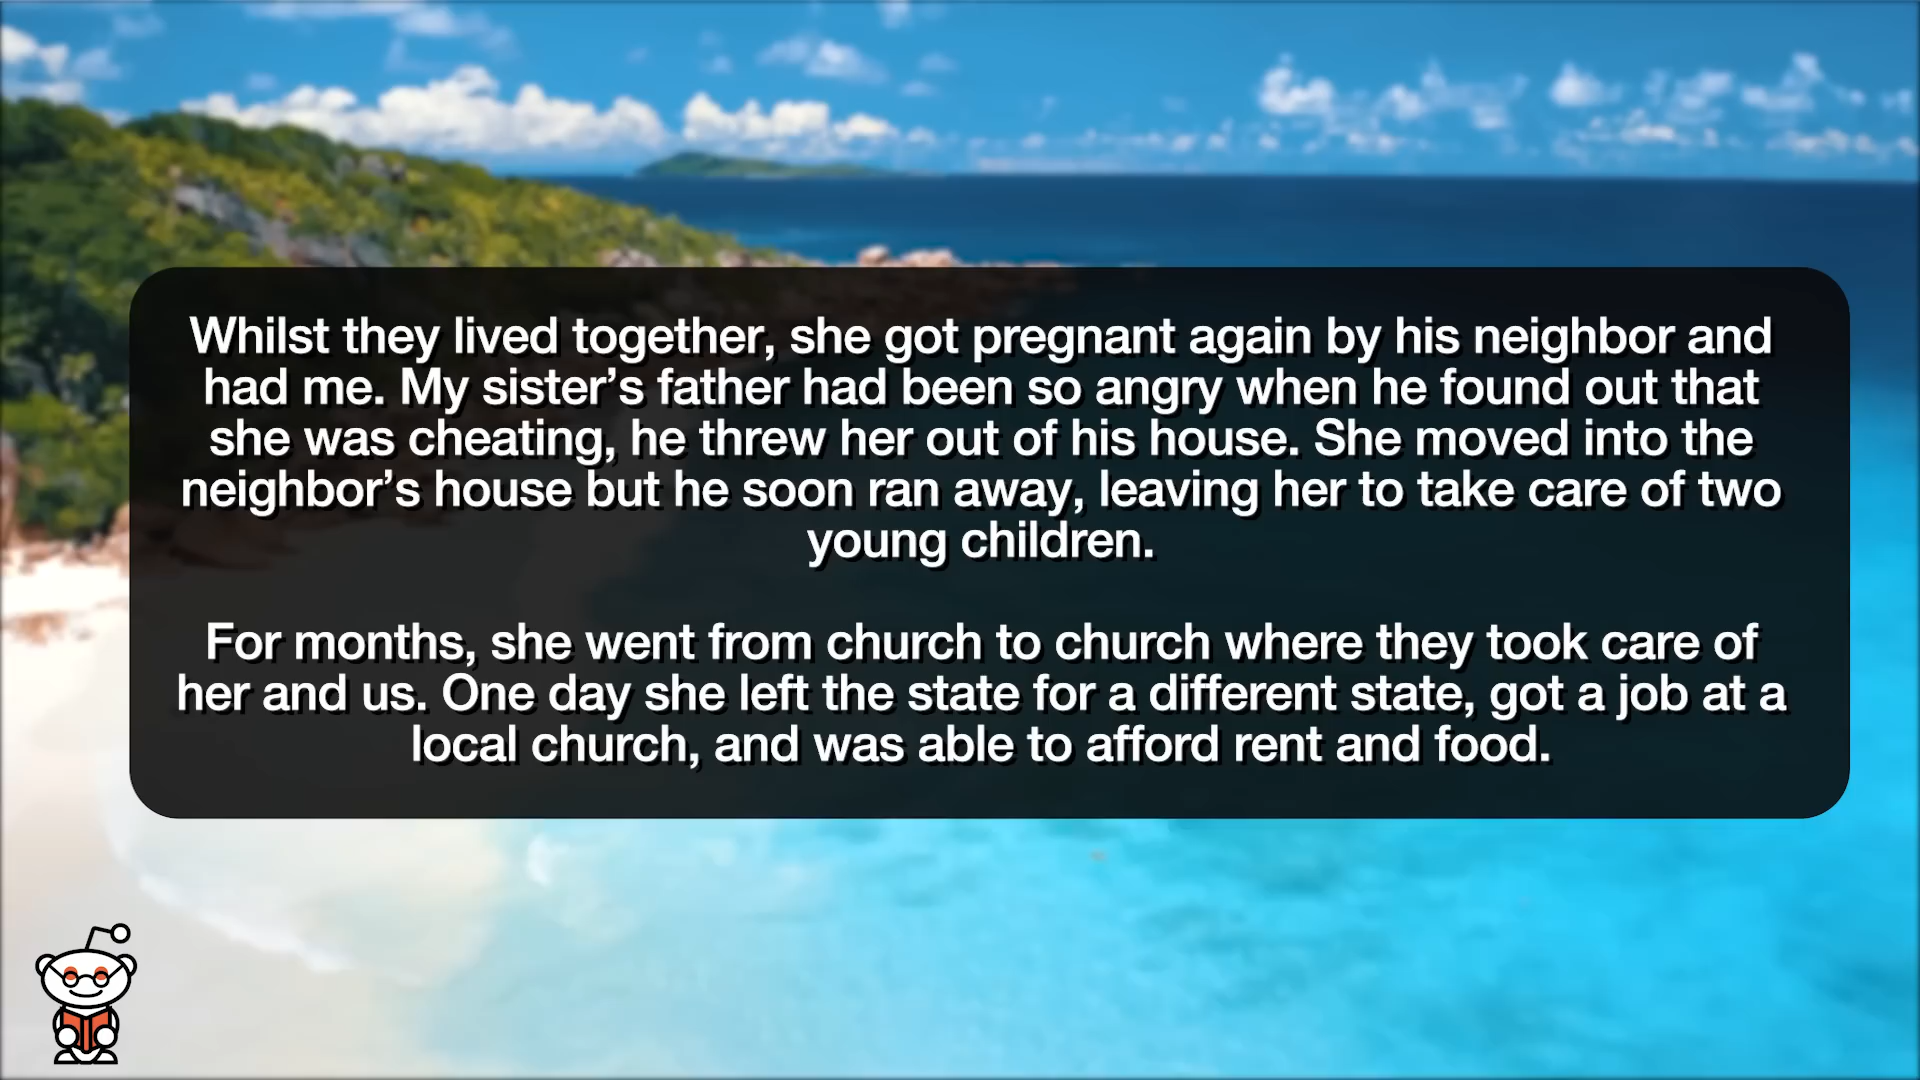 Whilst they lived together, she got pregnant again by his neighbor and
had me. My sister’s father had been so angry when he found out that
she was cheating, he threw her out of his house. She moved into the
neighbor’s house but he soon ran away, leaving her to take care of two
young children.
For months, she went from church to church where they took care of
her and us. One day she left the state for a different state, got a job at a
local church, and was able to afford rent and food.